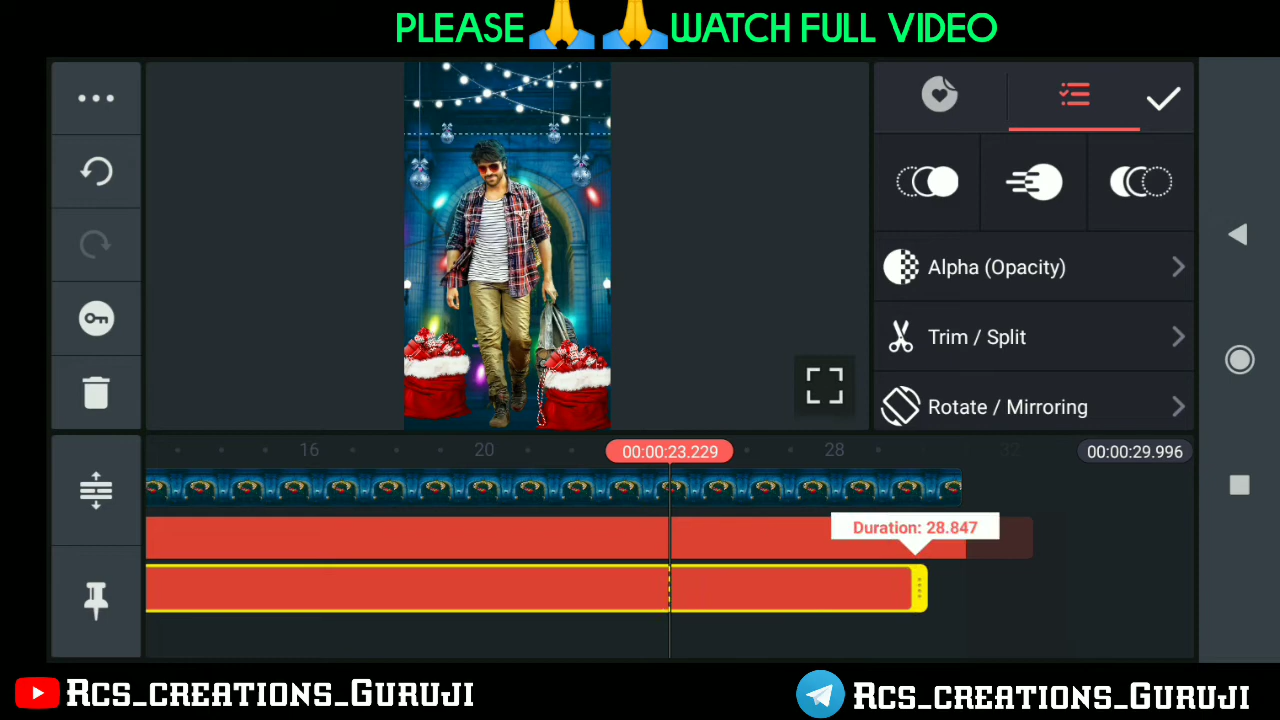 PLEASE🙏 🙏WATCH FULL VIDEO
Alpha (Opacity)
Trim / Split
Rotate / Mirroring
16
20
00:00:23.229
28
32
00:00:29.996
Duration: 28.847
Rcs_creations_Guruji
Rcs_creations_Guruji